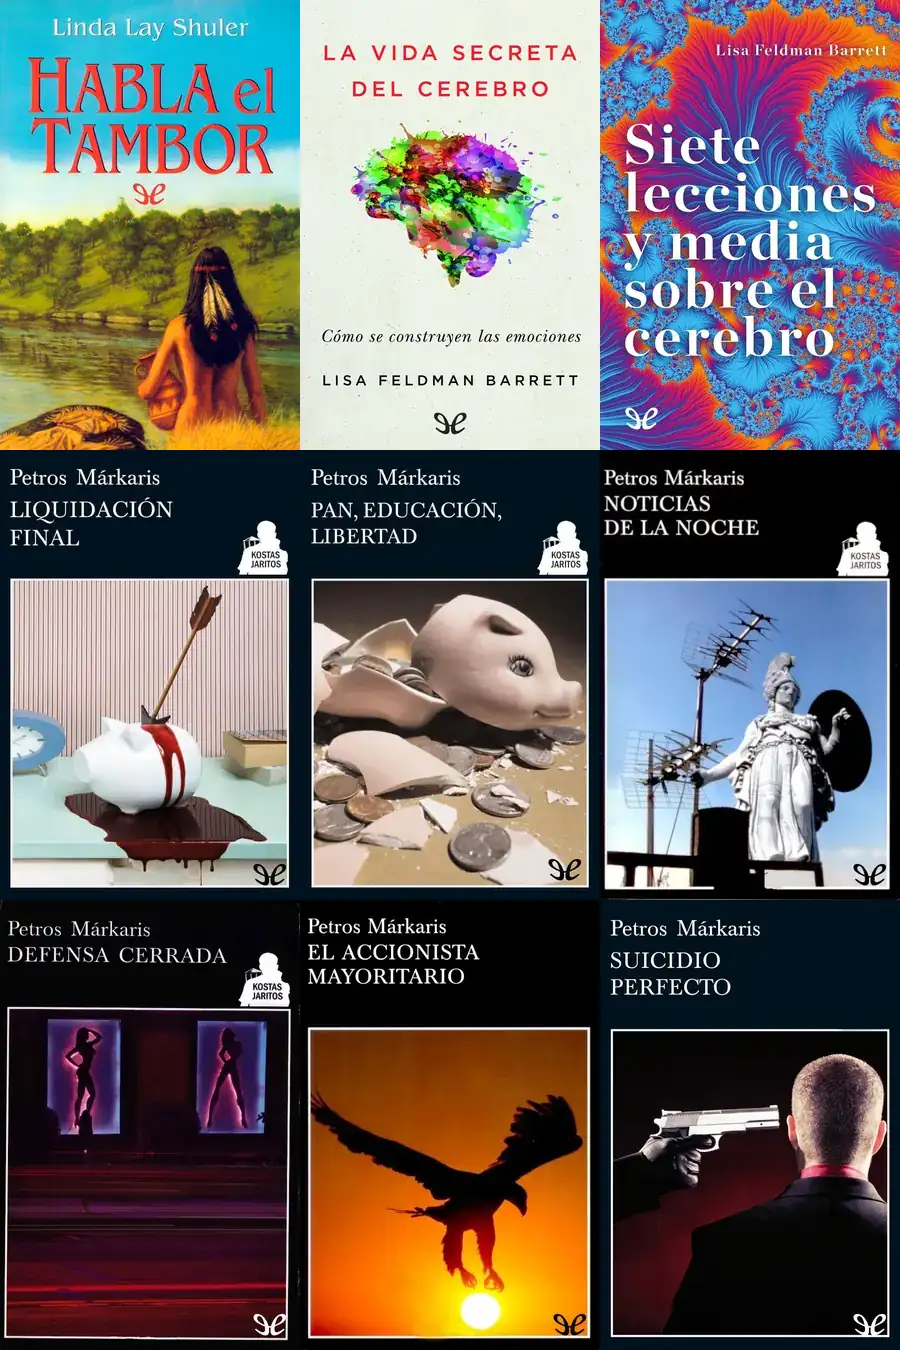 Linda Lay Shuler
HABLA el
TAMBOR
LA VIDA SECRETA
DEL CEREBRO
Cómo se construyen las emociones
LISA FELDMAN BARRETT
Lisa Feldman Barrett
Siete
lecciones
y media
sobre el
cerebro
Petros Márkaris
LIQUIDACIÓN
FINAL
KOSTAS
JARITOS
Petros Márkaris
PAN, EDUCACIÓN,
LIBERTAD
KOSTAS
JARITOS
Petros Márkaris
NOTICIAS
DE LA NOCHE
KOSTAS
JARITOS
Petros Márkaris
DEFENSA CERRADA
KOSTAS
JARITOS
Petros Márkaris
EL ACCIONISTA
MAYORITARIO
Petros Márkaris
SUICIDIO
PERFECTO